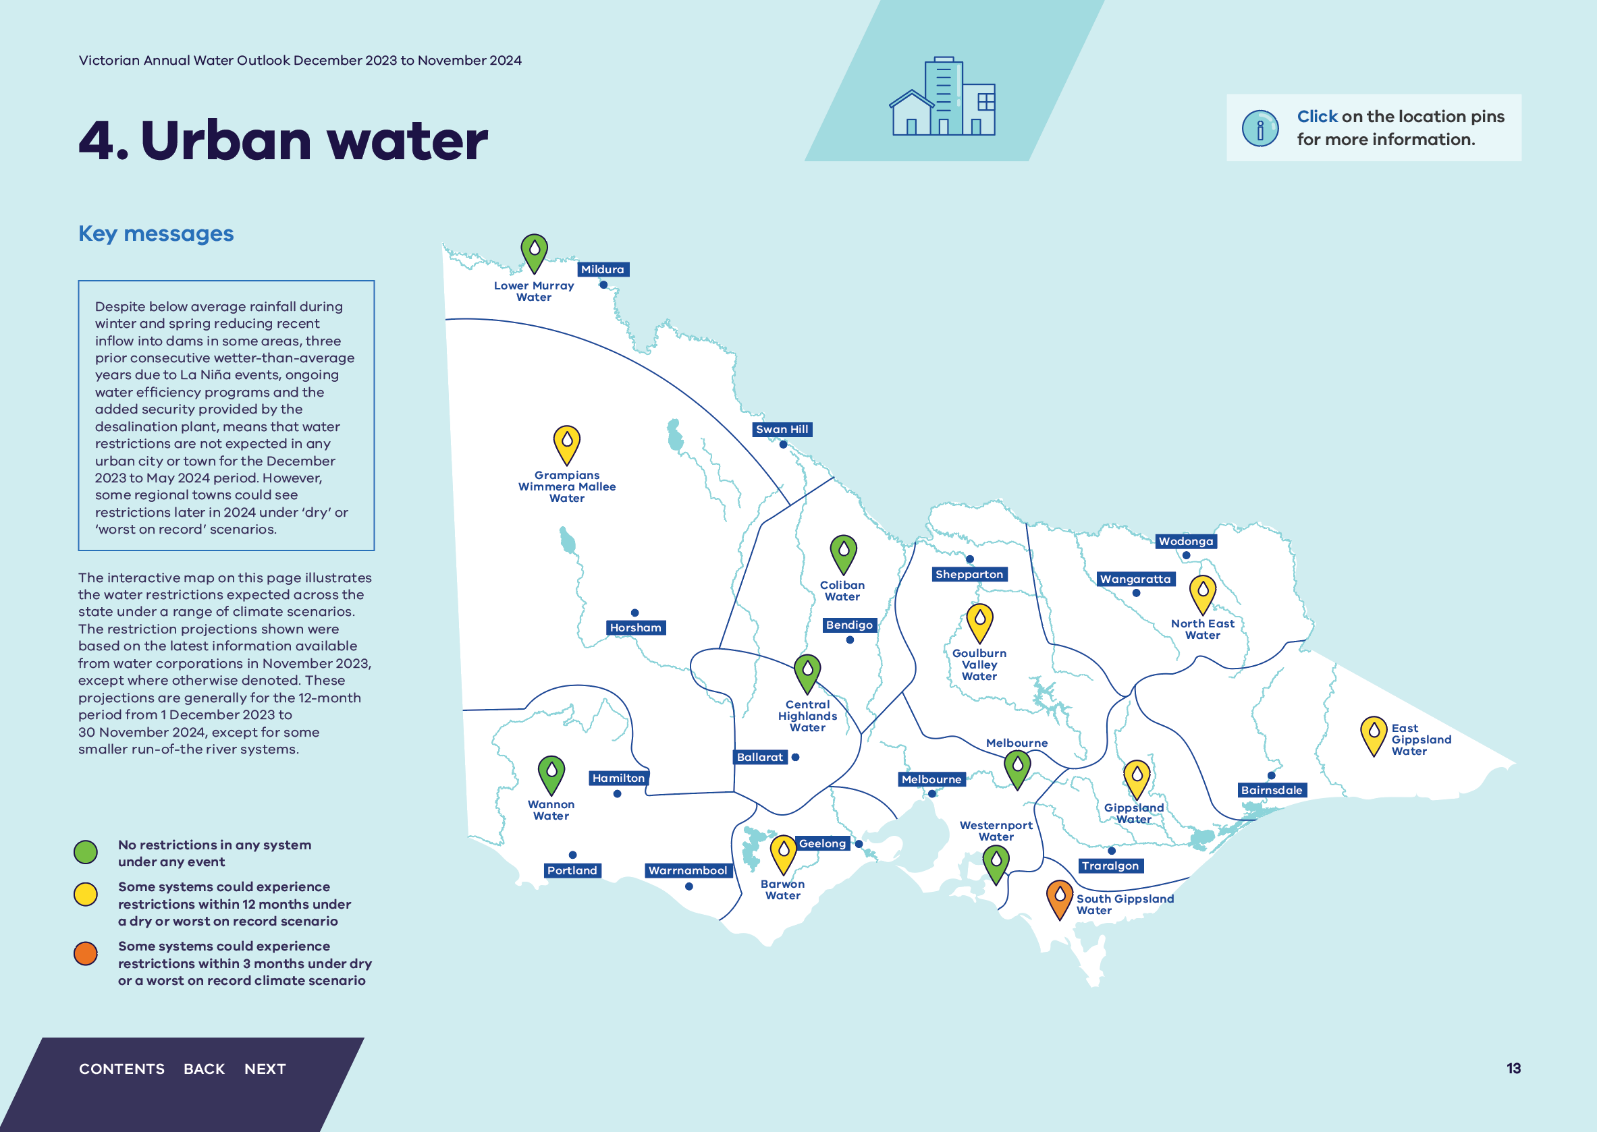 Victorian Annual Water Outlook December 2023 to November 2024
4. Urban water
Click on the location pins
for more information.
Key messages
Despite below average rainfall during
winter and spring reducing recent
inflow into dams in some areas, three
prior consecutive wetter-than-average
years due to La Niña events, ongoing
water efficiency programs and the
added security provided by the
desalination plant, means that water
restrictions are not expected in any
urban city or town for the December
2023 to May 2024 period. However,
some regional towns could see
restrictions later in 2024 under ‘dry’ or
‘worst on record’ scenarios.
The interactive map on this page illustrates
the water restrictions expected across the
state under a range of climate scenarios.
The restriction projections shown were
based on the latest information available
from water corporations in November 2023,
except where otherwise denoted. These
projections are generally for the 12-month
period from 1 December 2023 to
30 November 2024, except for some
smaller run-of-the river systems.
No restrictions in any system
under any event
Some systems could experience
restrictions within 12 months under
a dry or worst on record scenario
Some systems could experience
restrictions within 3 months under dry
or a worst on record climate scenario
Mildura
Lower Murray
Water
Swan Hill
Grampians
Wimmera Mallee
Water
Wodonga
Shepparton
Wangaratta
Coliban
Water
Horsham
Bendigo
North East
Water
Goulburn
Valley
Water
Central
Highlands
Water
East
Gippsland
Water
Melbourne
Ballarat
Hamilton
Melbourne
Bairnsdale
Wannon
Water
Gippsland
Water
Westernport
Water
Geelong
Portland
Warrnambool
Traralgon
Barwon
Water
South Gippsland
Water
CONTENTS BACK NEXT
13